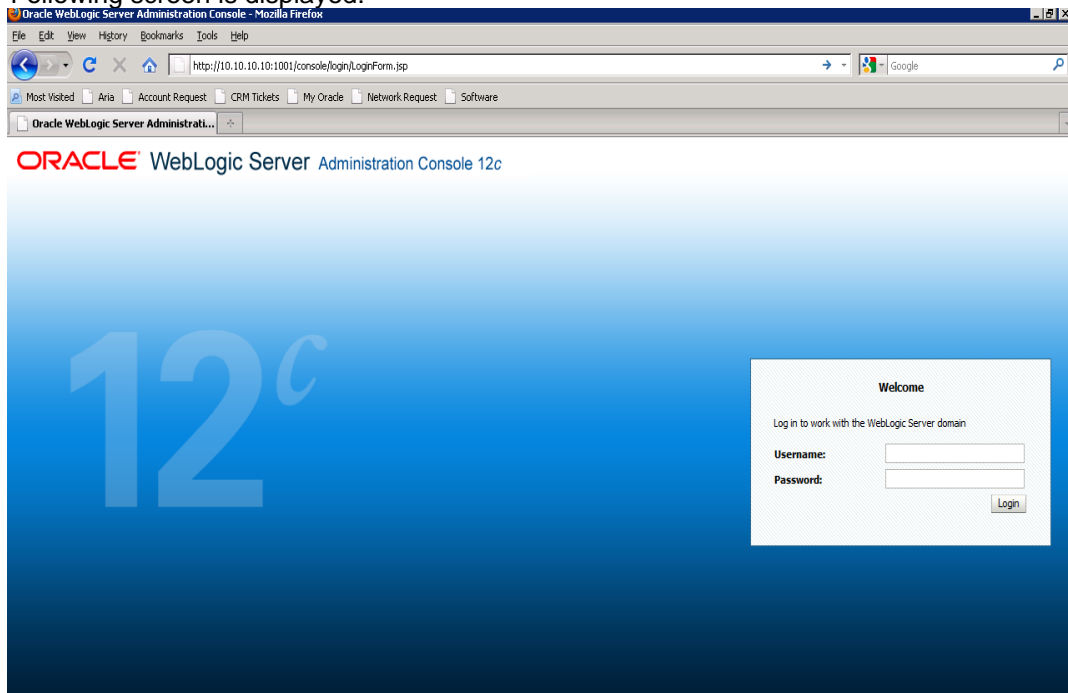 Following screen is displayed:
Oracle WebLogic Server Administration Console - Mozilla Firefox
File Edit View History Bookmarks Tools Help
http://10.10.10.10:1001/console/login/LoginForm.jsp
Google
Most Visited Aria Account Request CRM Tickets My Oracle Network Request Software
Oracle WebLogic Server Administrati...
ORACLE WebLogic Server Administration Console 12c
12c
Welcome
Log in to work with the WebLogic Server domain
Username:
Password:
Login